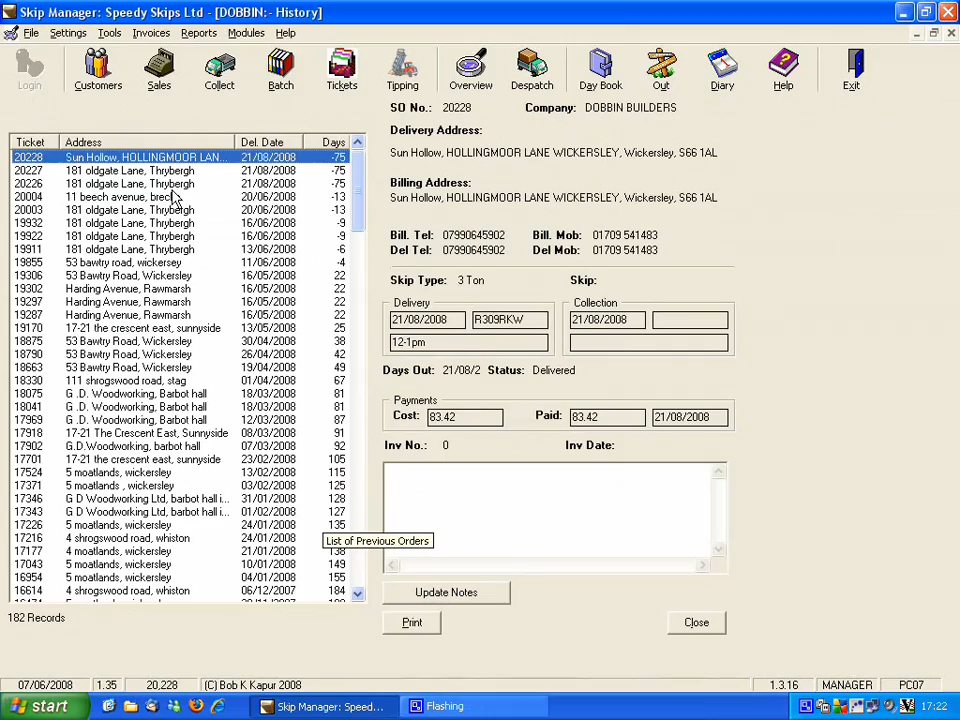 Skip Manager: Speedy Skips Ltd - [DOBBIN:- History]
File Settings Tools Invoices Reports Modules Help
Login Customers Sales Collect Batch Tickets Tipping Overview Despatch Day Book Out Diary Help Exit
SO No.: 20228 Company: DOBBIN BUILDERS
Delivery Address:
Sun Hollow, HOLLINGMOOR LANE WICKERSLEY, Wickersley, S66 1AL
Billing Address:
Sun Hollow, HOLLINGMOOR LANE WICKERSLEY, Wickersley, S66 1AL
Bill. Tel: 07990645902 Bill. Mob: 01709 541483
Del Tel: 07990645902 Del Mob: 01709 541483
Skip Type: 3 Ton Skip:
Delivery Collection
21/08/2008 R309RKW 21/08/2008
12-1pm
Days Out: 21/08/2 Status: Delivered
Payments
Cost: 83.42 Paid: 83.42 21/08/2008
Inv No.: 0 Inv Date:
Update Notes
Print Close
Ticket Address Del. Date Days
20228 Sun Hollow, HOLLINGMOOR LAN... 21/08/2008 -75
20227 181 oldgate Lane, Thrybergh 21/08/2008 -75
20226 181 oldgate Lane, Thrybergh 21/08/2008 -75
20004 11 beech avenue, 20/06/2008 -13
20003 181 oldgate Lane, Thrybergh 20/06/2008 -13
19932 181 oldgate Lane, Thrybergh 16/06/2008 -9
19922 181 oldgate Lane, Thrybergh 16/06/2008 -9
19911 181 oldgate Lane, Thrybergh 13/06/2008 -6
19855 53 bawtry road, wickersey 11/06/2008 -4
19306 53 Bawtry Road, Wickersley 16/05/2008 22
19302 Harding Avenue, Rawmarsh 16/05/2008 22
19297 Harding Avenue, Rawmarsh 16/05/2008 22
19287 Harding Avenue, Rawmarsh 16/05/2008 22
19170 17-21 the crescent east, sunnyside 13/05/2008 25
18875 53 Bawtry Road, Wickersley 30/04/2008 38
18790 53 Bawtry Road, Wickersley 26/04/2008 42
18663 53 Bawtry Road, Wickersley 19/04/2008 49
18330 111 shrogswood road, stag 01/04/2008 67
18075 G .D. Woodworking, Barbot hall 18/03/2008 81
18041 G .D. Woodworking, Barbot hall 18/03/2008 81
17969 G .D. Woodworking, Barbot hall 12/03/2008 87
17918 17-21 The Crescent East, Sunnyside 08/03/2008 91
17902 G.D.Woodworking, barbot hall 07/03/2008 92
17701 17-21 the crescent east, sunnyside 23/02/2008 105
17524 5 moatlands, wickersley 13/02/2008 115
17371 5 moatlands , wickersley 03/02/2008 125
17346 G D Woodworking Ltd, barbot hall i... 31/01/2008 128
17343 G D Woodworking Ltd, barbot hall i... 01/02/2008 127
17226 5 moatlands, wickersley 24/01/2008 135
17216 4 shrogswood road, whiston 24/01/2008
17177 4 moatlands, wickersley 21/01/2008 138
17043 5 moatlands, wickersley 10/01/2008 149
16954 5 moatlands, wickersley 04/01/2008 155
16614 4 shrogswood road, whiston 06/12/2007 184
List of Previous Orders
182 Records
07/06/2008 1.35 20,228 (C) Bob K Kapur 2008 1.3.16 MANAGER PC07
start Skip Manager: Speed... Flashing 17:22